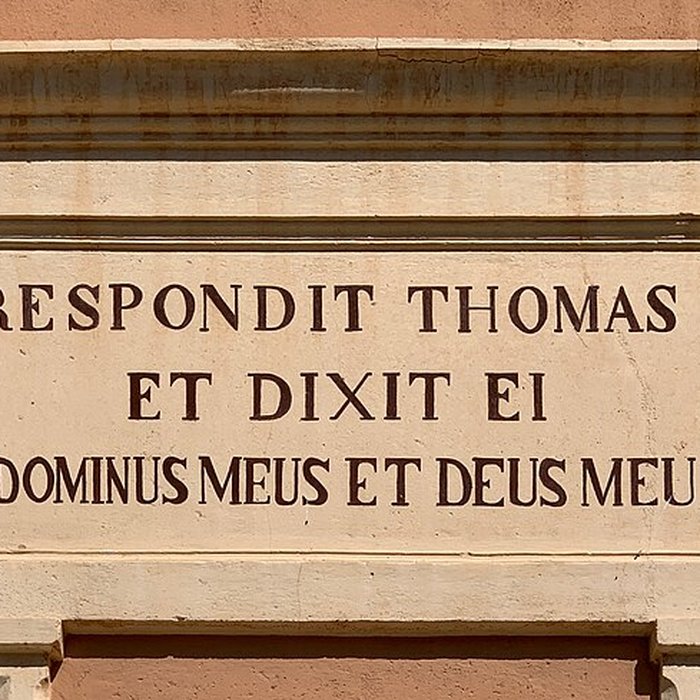 RESPONDIT THOMAS
ET DIXIT EI
DOMINUS MEUS ET DEUS MEU